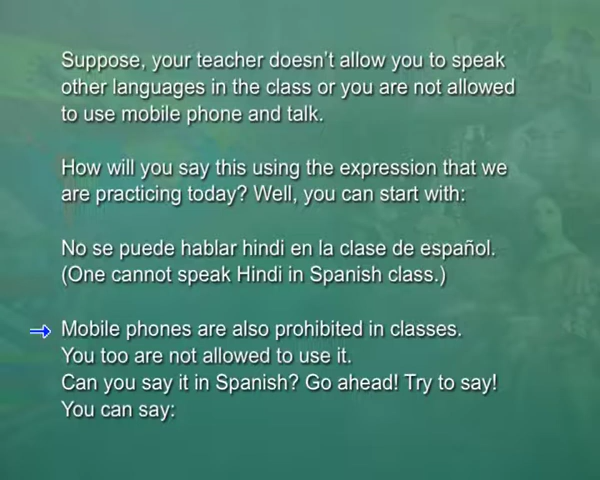 Suppose, your teacher doesn't allow you to speak
other languages in the class or you are not allowed
to use mobile phone and talk.
How will you say this using the expression that we
are practicing today? Well, you can start with:
No se puede hablar hindi en la clase de español.
(One cannot speak Hindi in Spanish class.)
Mobile phones are also prohibited in classes.
You too are not allowed to use it.
Can you say it in Spanish? Go ahead! Try to say!
You can say: